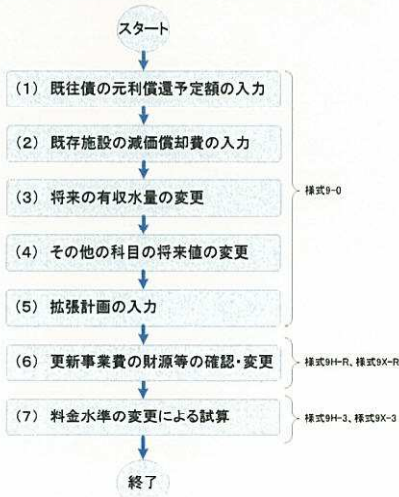 スタート
(1) 既往債の元利償還予定額の入力
(2) 既存施設の減価償却費の入力
(3) 将来の有収水量の変更
(4) その他の科目の将来値の変更
(5) 拡張計画の入力
様式9-0
(6) 更新事業費の財源等の確認・変更
様式9H-R、様式9X-R
(7) 料金水準の変更による試算
様式9H-3、様式9X-3
終了